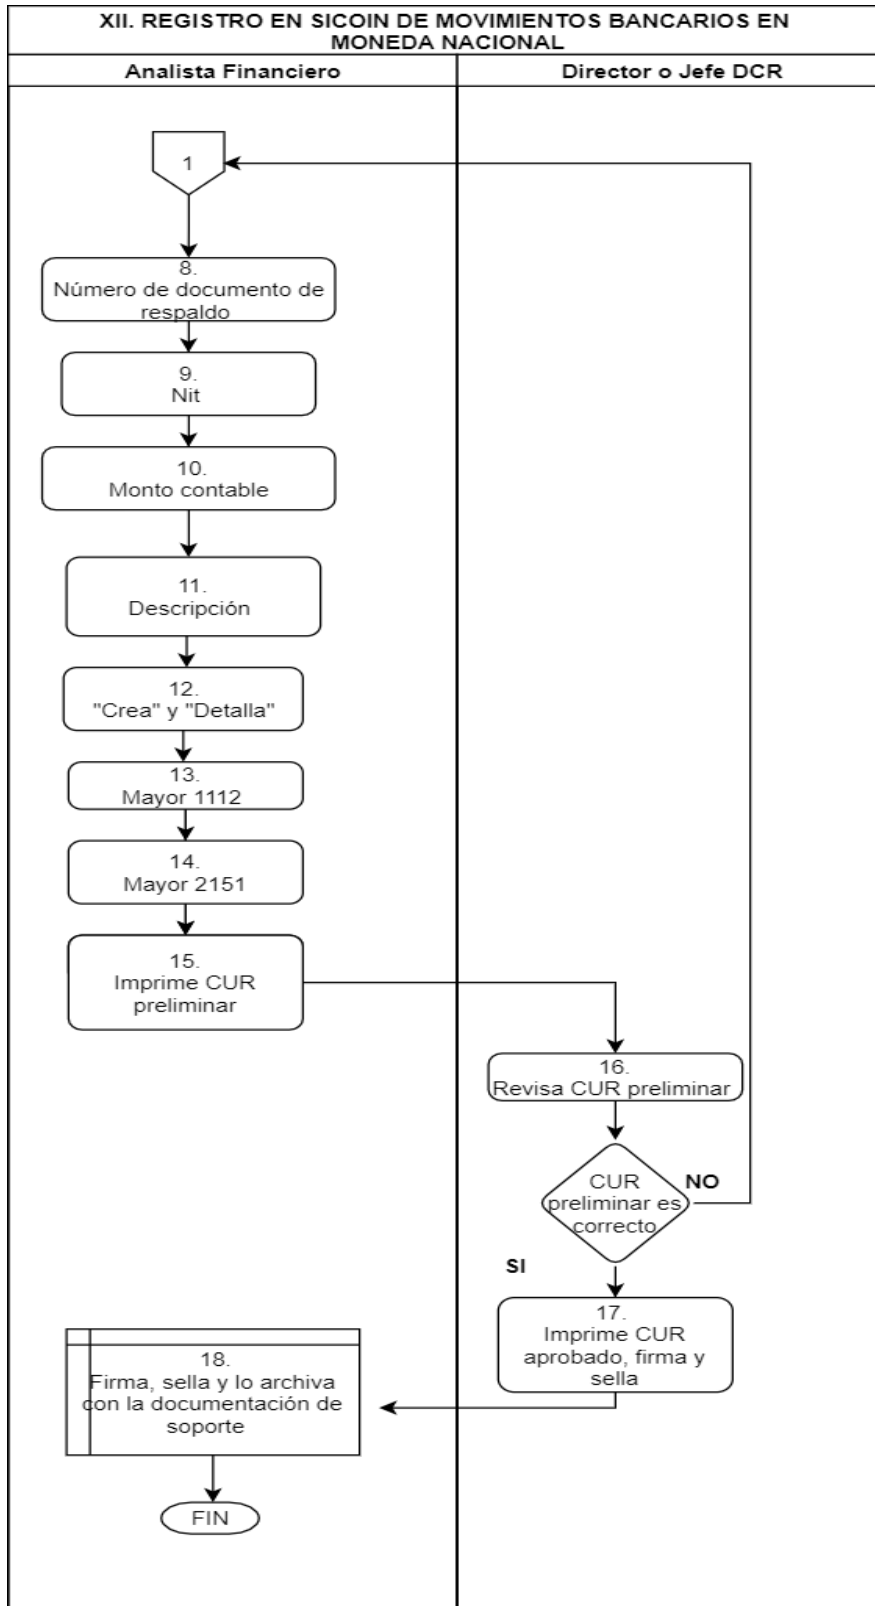 XII. REGISTRO EN SICOIN DE MOVIMIENTOS BANCARIOS EN
MONEDA NACIONAL
Analista Financiero
Director o Jefe DCR
1
8.
Número de documento de
respaldo
9.
Nit
10.
Monto contable
11.
Descripción
12.
"Crea" y "Detalla"
13.
Mayor 1112
14.
Mayor 2151
15.
Imprime CUR
preliminar
16.
Revisa CUR preliminar
CUR
preliminar es
correcto
NO
SI
17.
Imprime CUR
aprobado, firma y
sella
18.
Firma, sella y lo archiva
con la documentación de
soporte
FIN